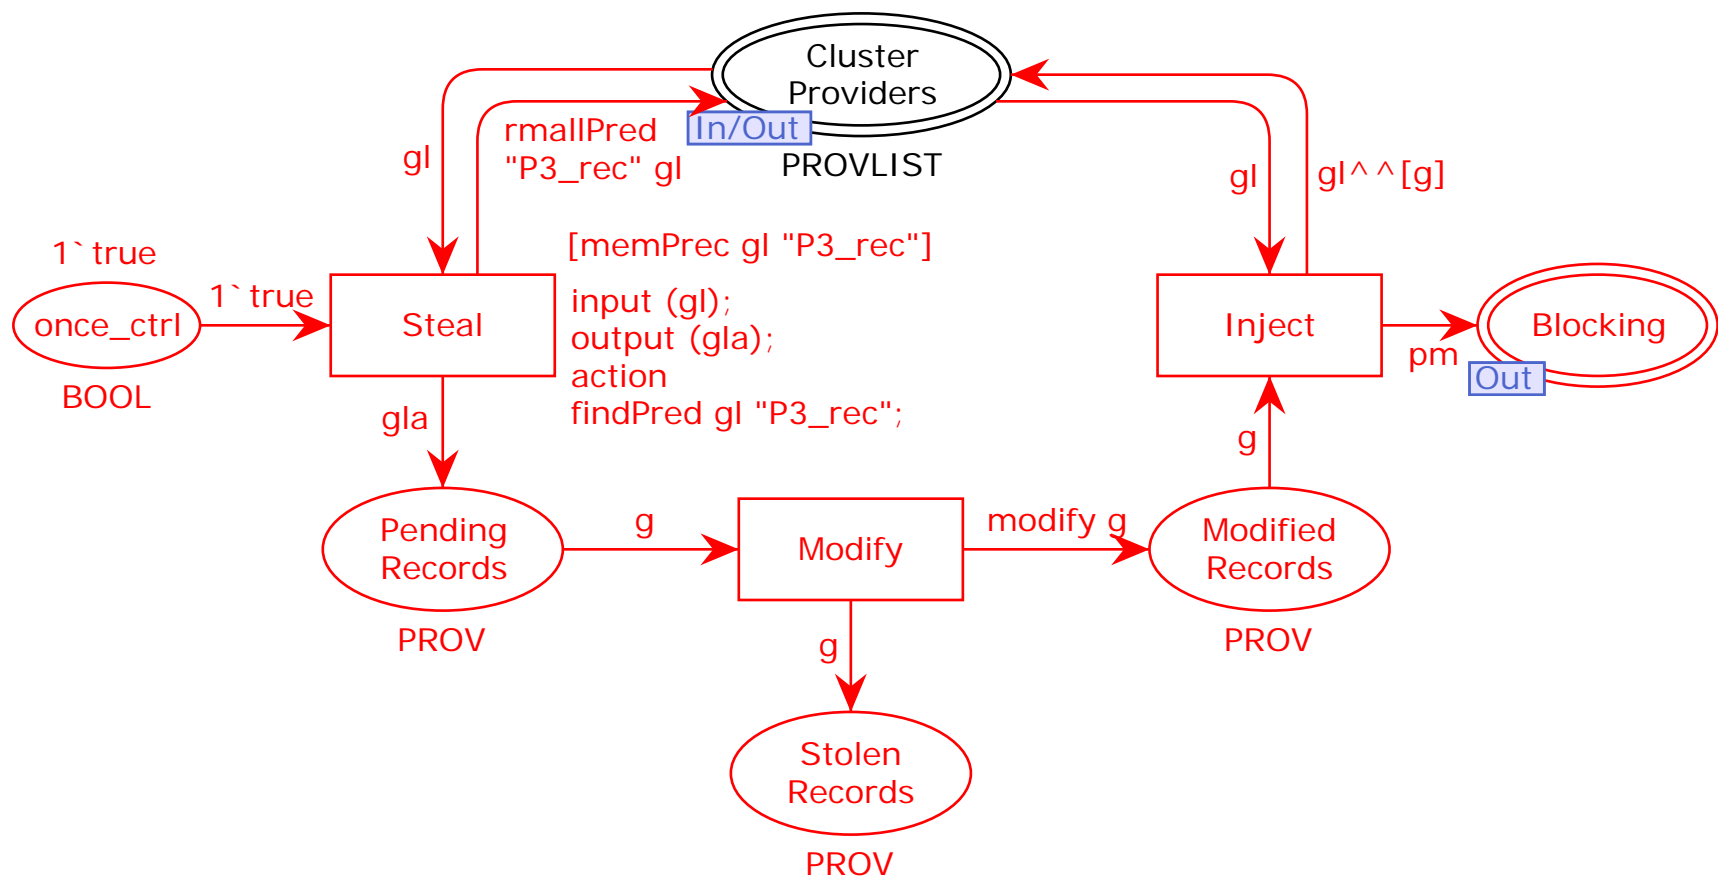 Cluster
Providers
In/Out
PROVLIST
gl
rmallPred
"P3_rec" gl
gl
gl^^[g]
1`true
1`true
once_ctrl
BOOL
Steal
[memPrec gl "P3_rec"]
input (gl);
output (gla);
action
findPred gl "P3_rec";
Inject
pm
Blocking
Out
gla
g
Pending
Records
PROV
g
Modify
modify g
Modified
Records
PROV
g
Stolen
Records
PROV